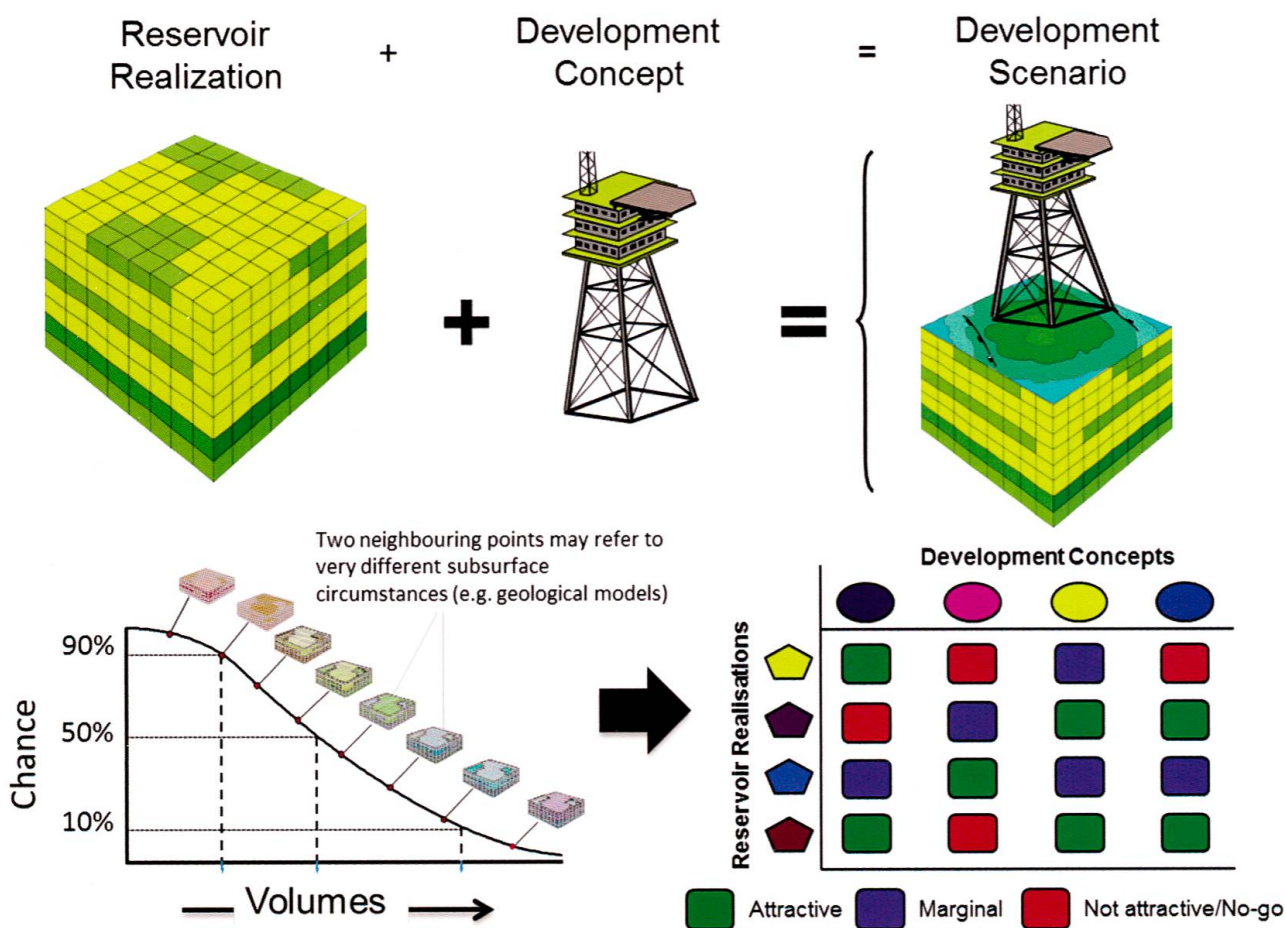 Reservoir
Realization
+
Development
Concept
=
Development
Scenario
+
=
Two neighbouring points may refer to
very different subsurface
circumstances (e.g. geological models)
90%
50%
10%
Chance
Volumes
Development Concepts
Reservoir Realisations
Attractive
Marginal
Not attractive/No-go